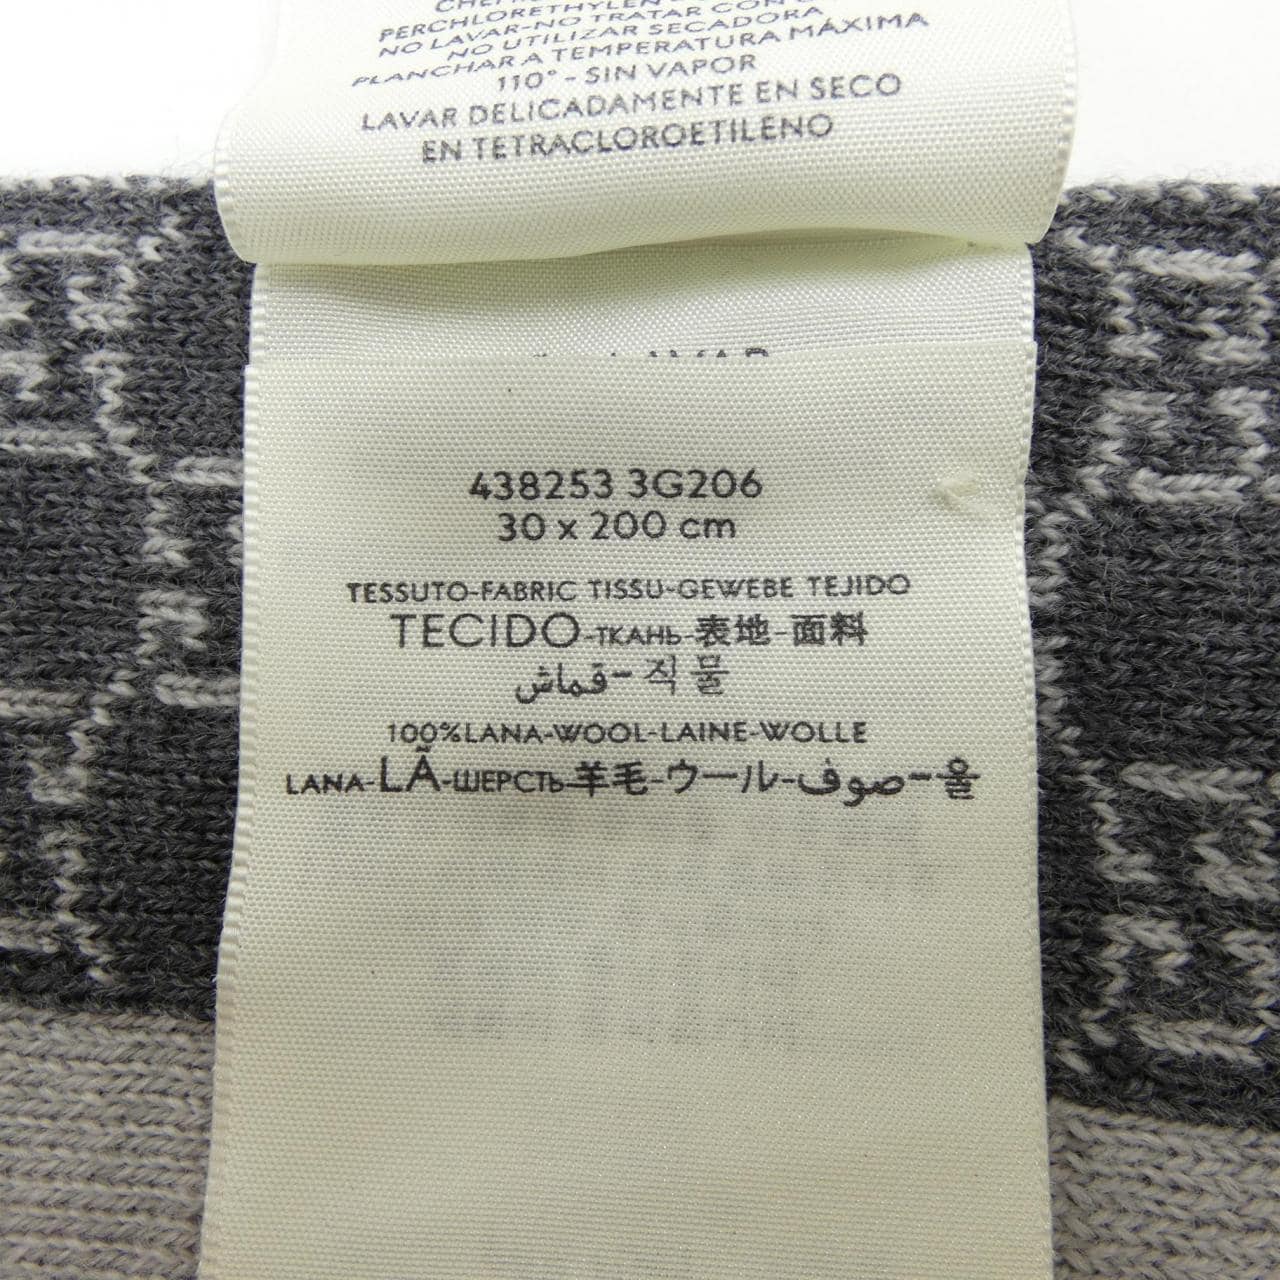 PERCHLORETHYLEN
NO LAVAR-NO TRATAR CON
NO UTILIZAR SECADORA
PLANCHAR A TEMPERATURA MÁXIMA
110° - SIN VAPOR
LAVAR DELICADAMENTE EN SECO
EN TETRACLOROETILENO
438253 3G206
30 x 200 cm
TESSUTO-FABRIC TISSU-GEWEBE TEJIDO
TECIDO-ТКАНЬ-表地-面料
قماش-직물
100%LANA-WOOL-LAINE-WOLLE
LANA-LÃ-ШЕРСТЬ-羊毛-ウール-صوف-울